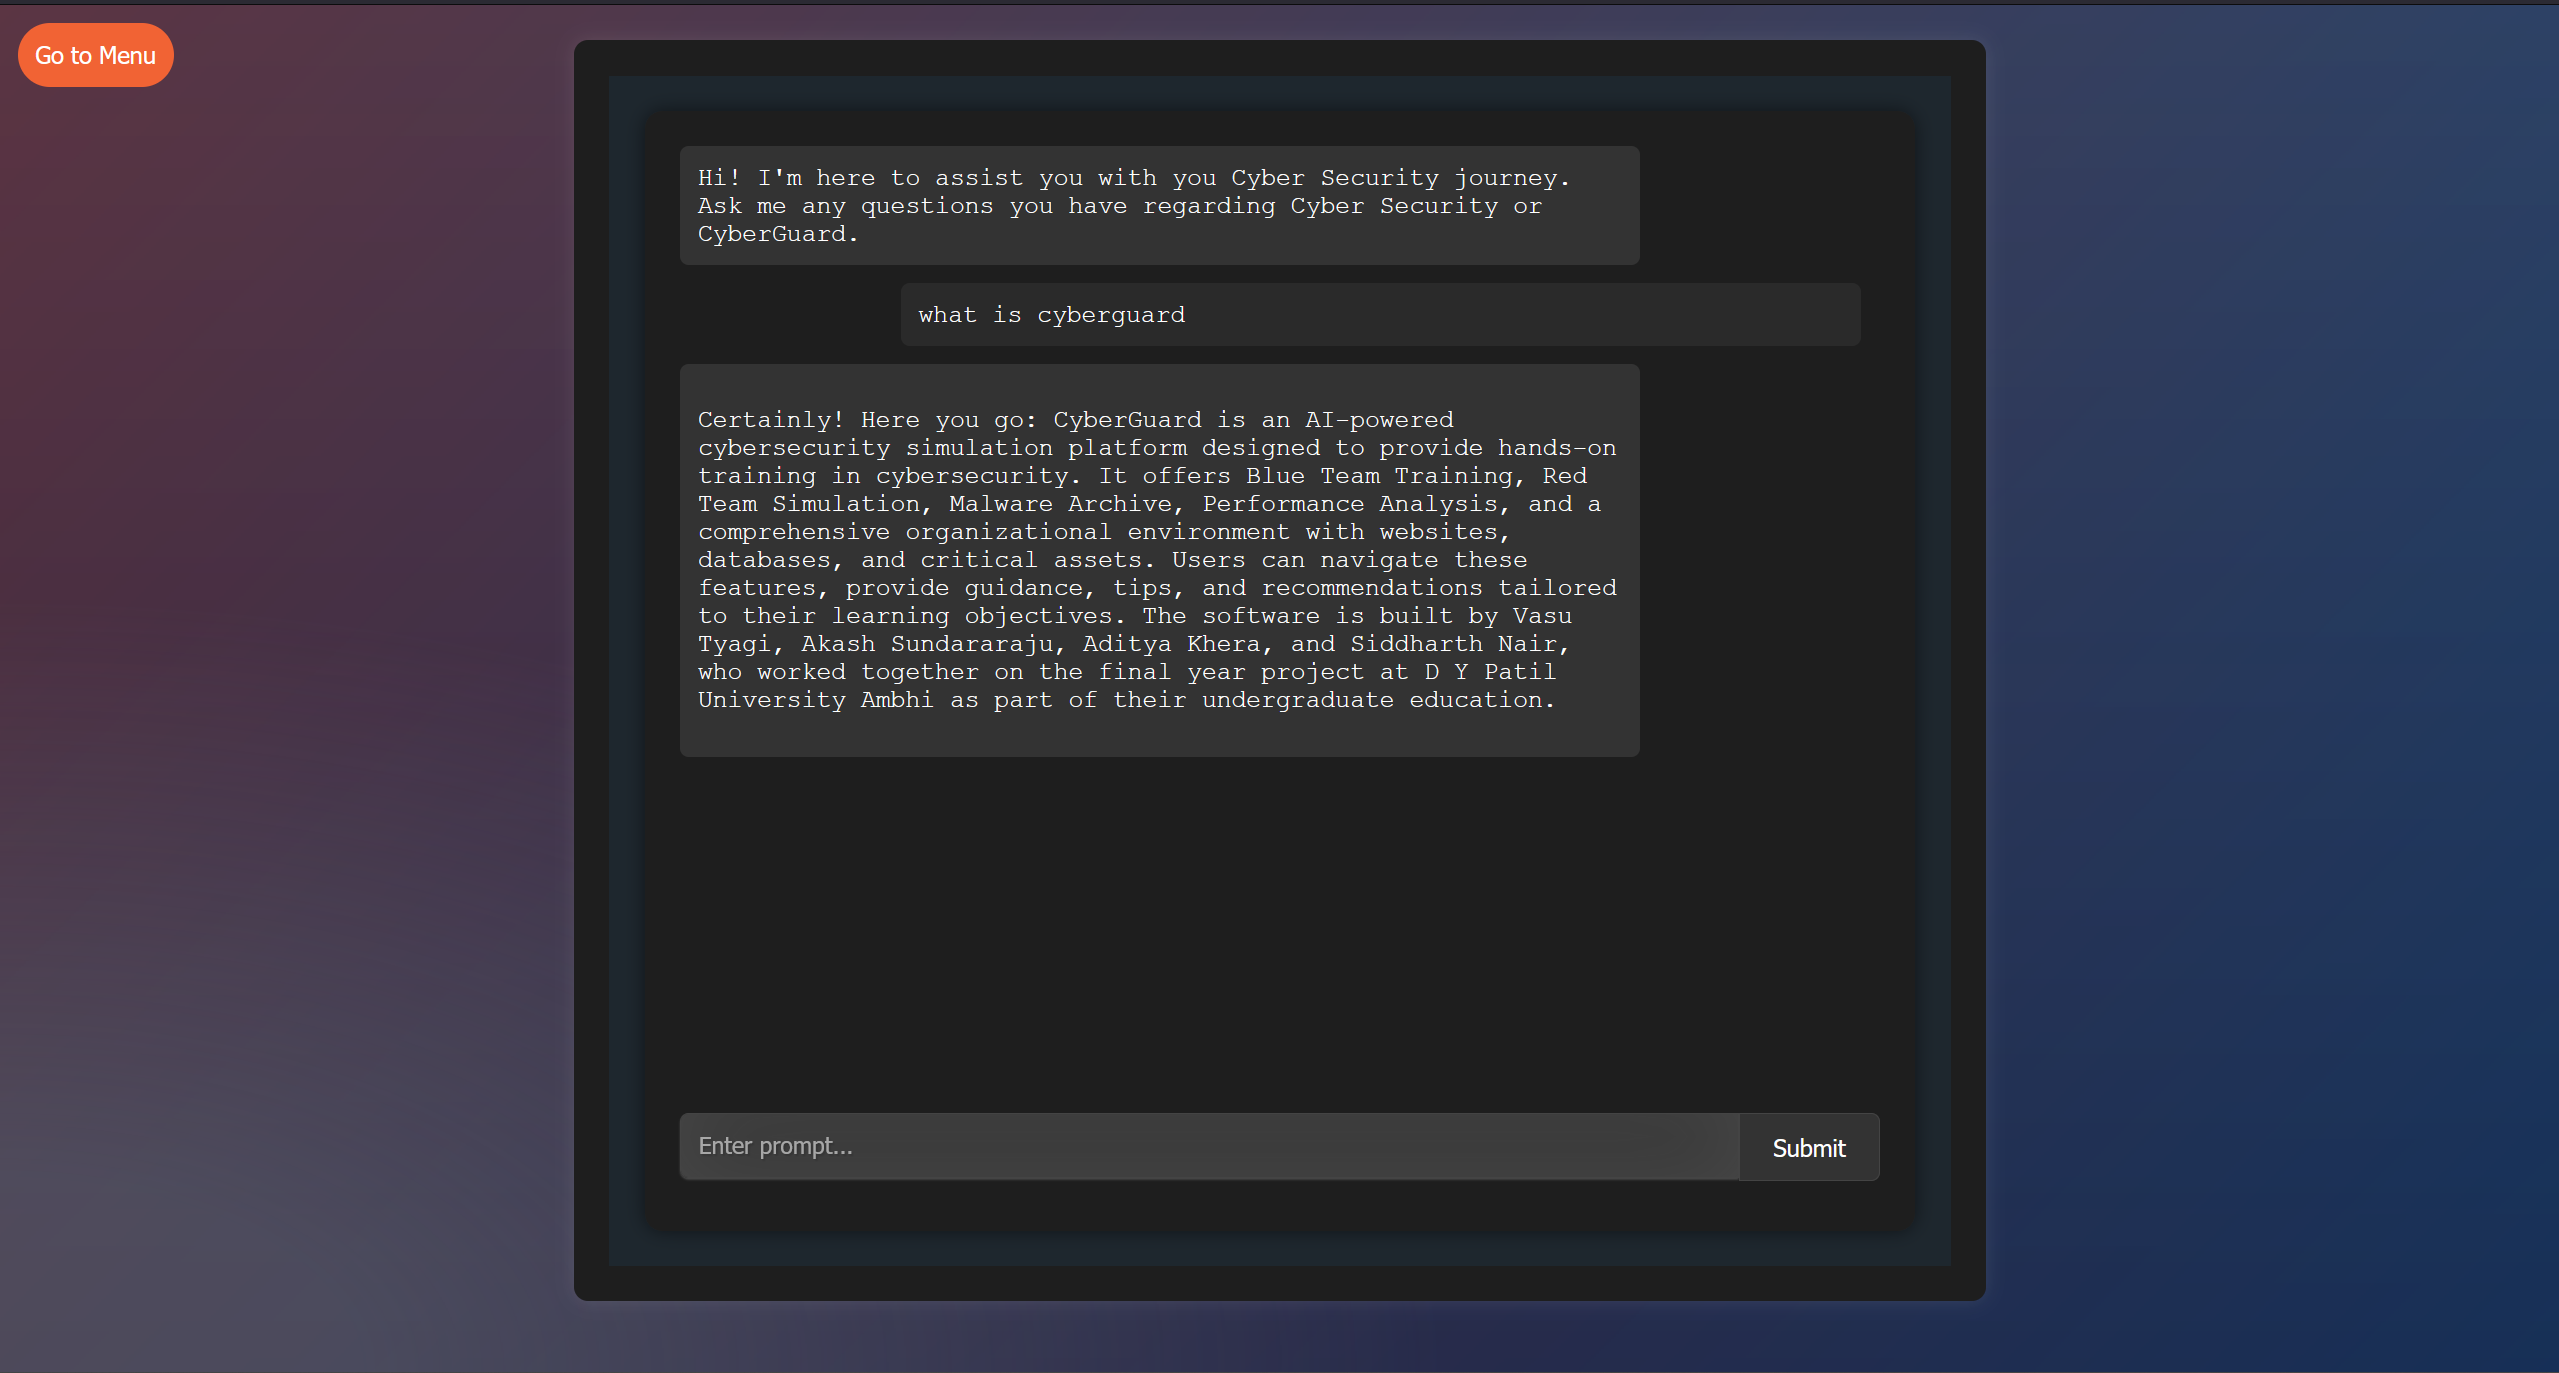 Go to Menu
Hi! I'm here to assist you with you Cyber Security journey.
Ask me any questions you have regarding Cyber Security or
CyberGuard.
what is cyberguard
Certainly! Here you go: CyberGuard is an AI-powered
cybersecurity simulation platform designed to provide hands-on
training in cybersecurity. It offers Blue Team Training, Red
Team Simulation, Malware Archive, Performance Analysis, and a
comprehensive organizational environment with websites,
databases, and critical assets. Users can navigate these
features, provide guidance, tips, and recommendations tailored
to their learning objectives. The software is built by Vasu
Tyagi, Akash Sundararaju, Aditya Khera, and Siddharth Nair,
who worked together on the final year project at D Y Patil
University Ambhi as part of their undergraduate education.
Enter prompt...
Submit